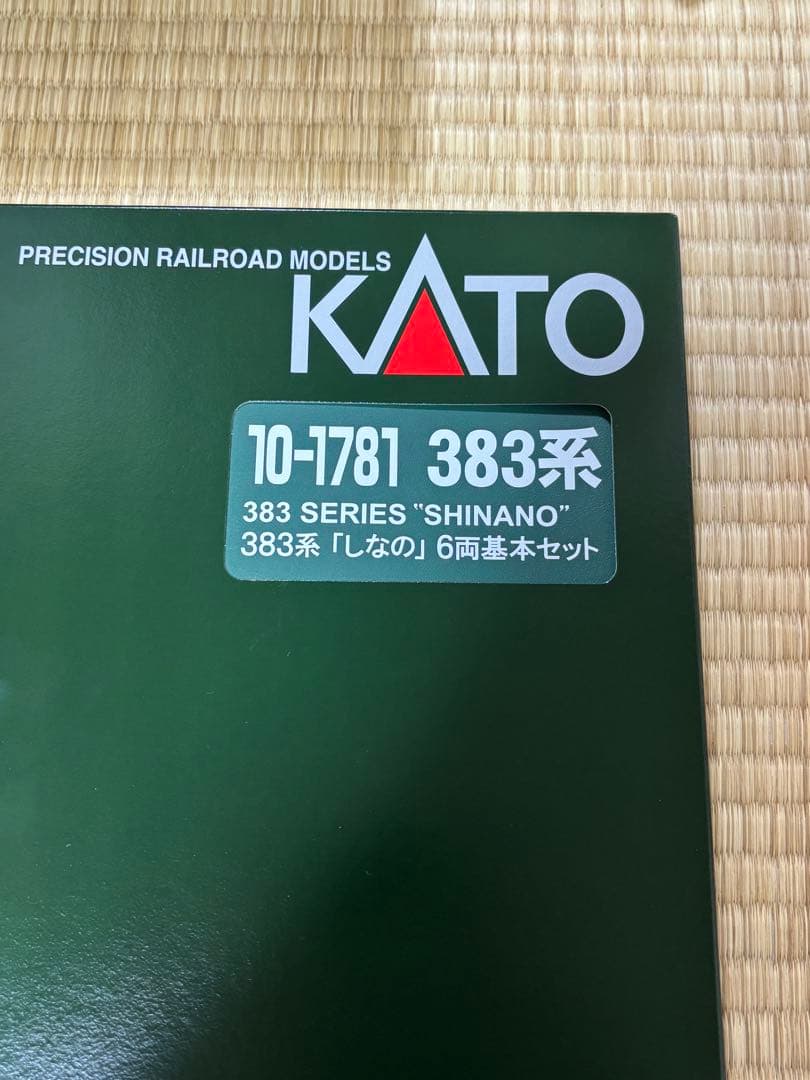 PRECISION RAILROAD MODELS
KATO
10-1781 383系
383 SERIES "SHINANO"
383系 「しなの」 6両基本セット